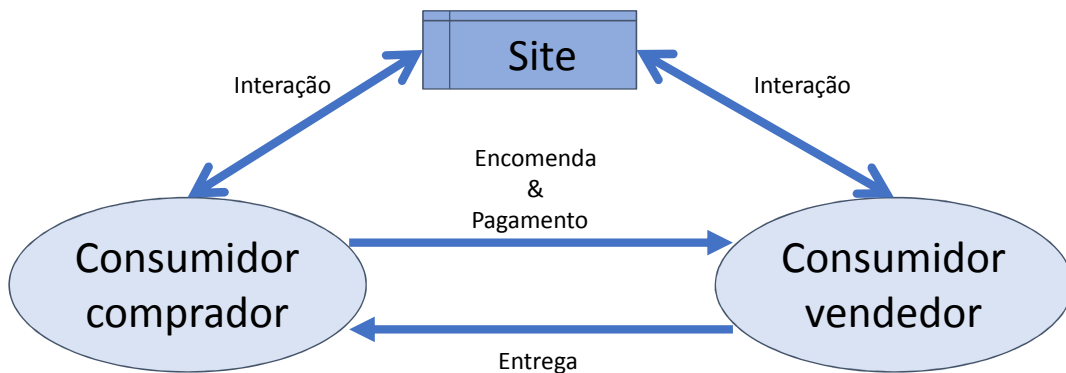 Site
Interação
Interação
Encomenda
&
Pagamento
Consumidor
comprador
Consumidor
vendedor
Entrega